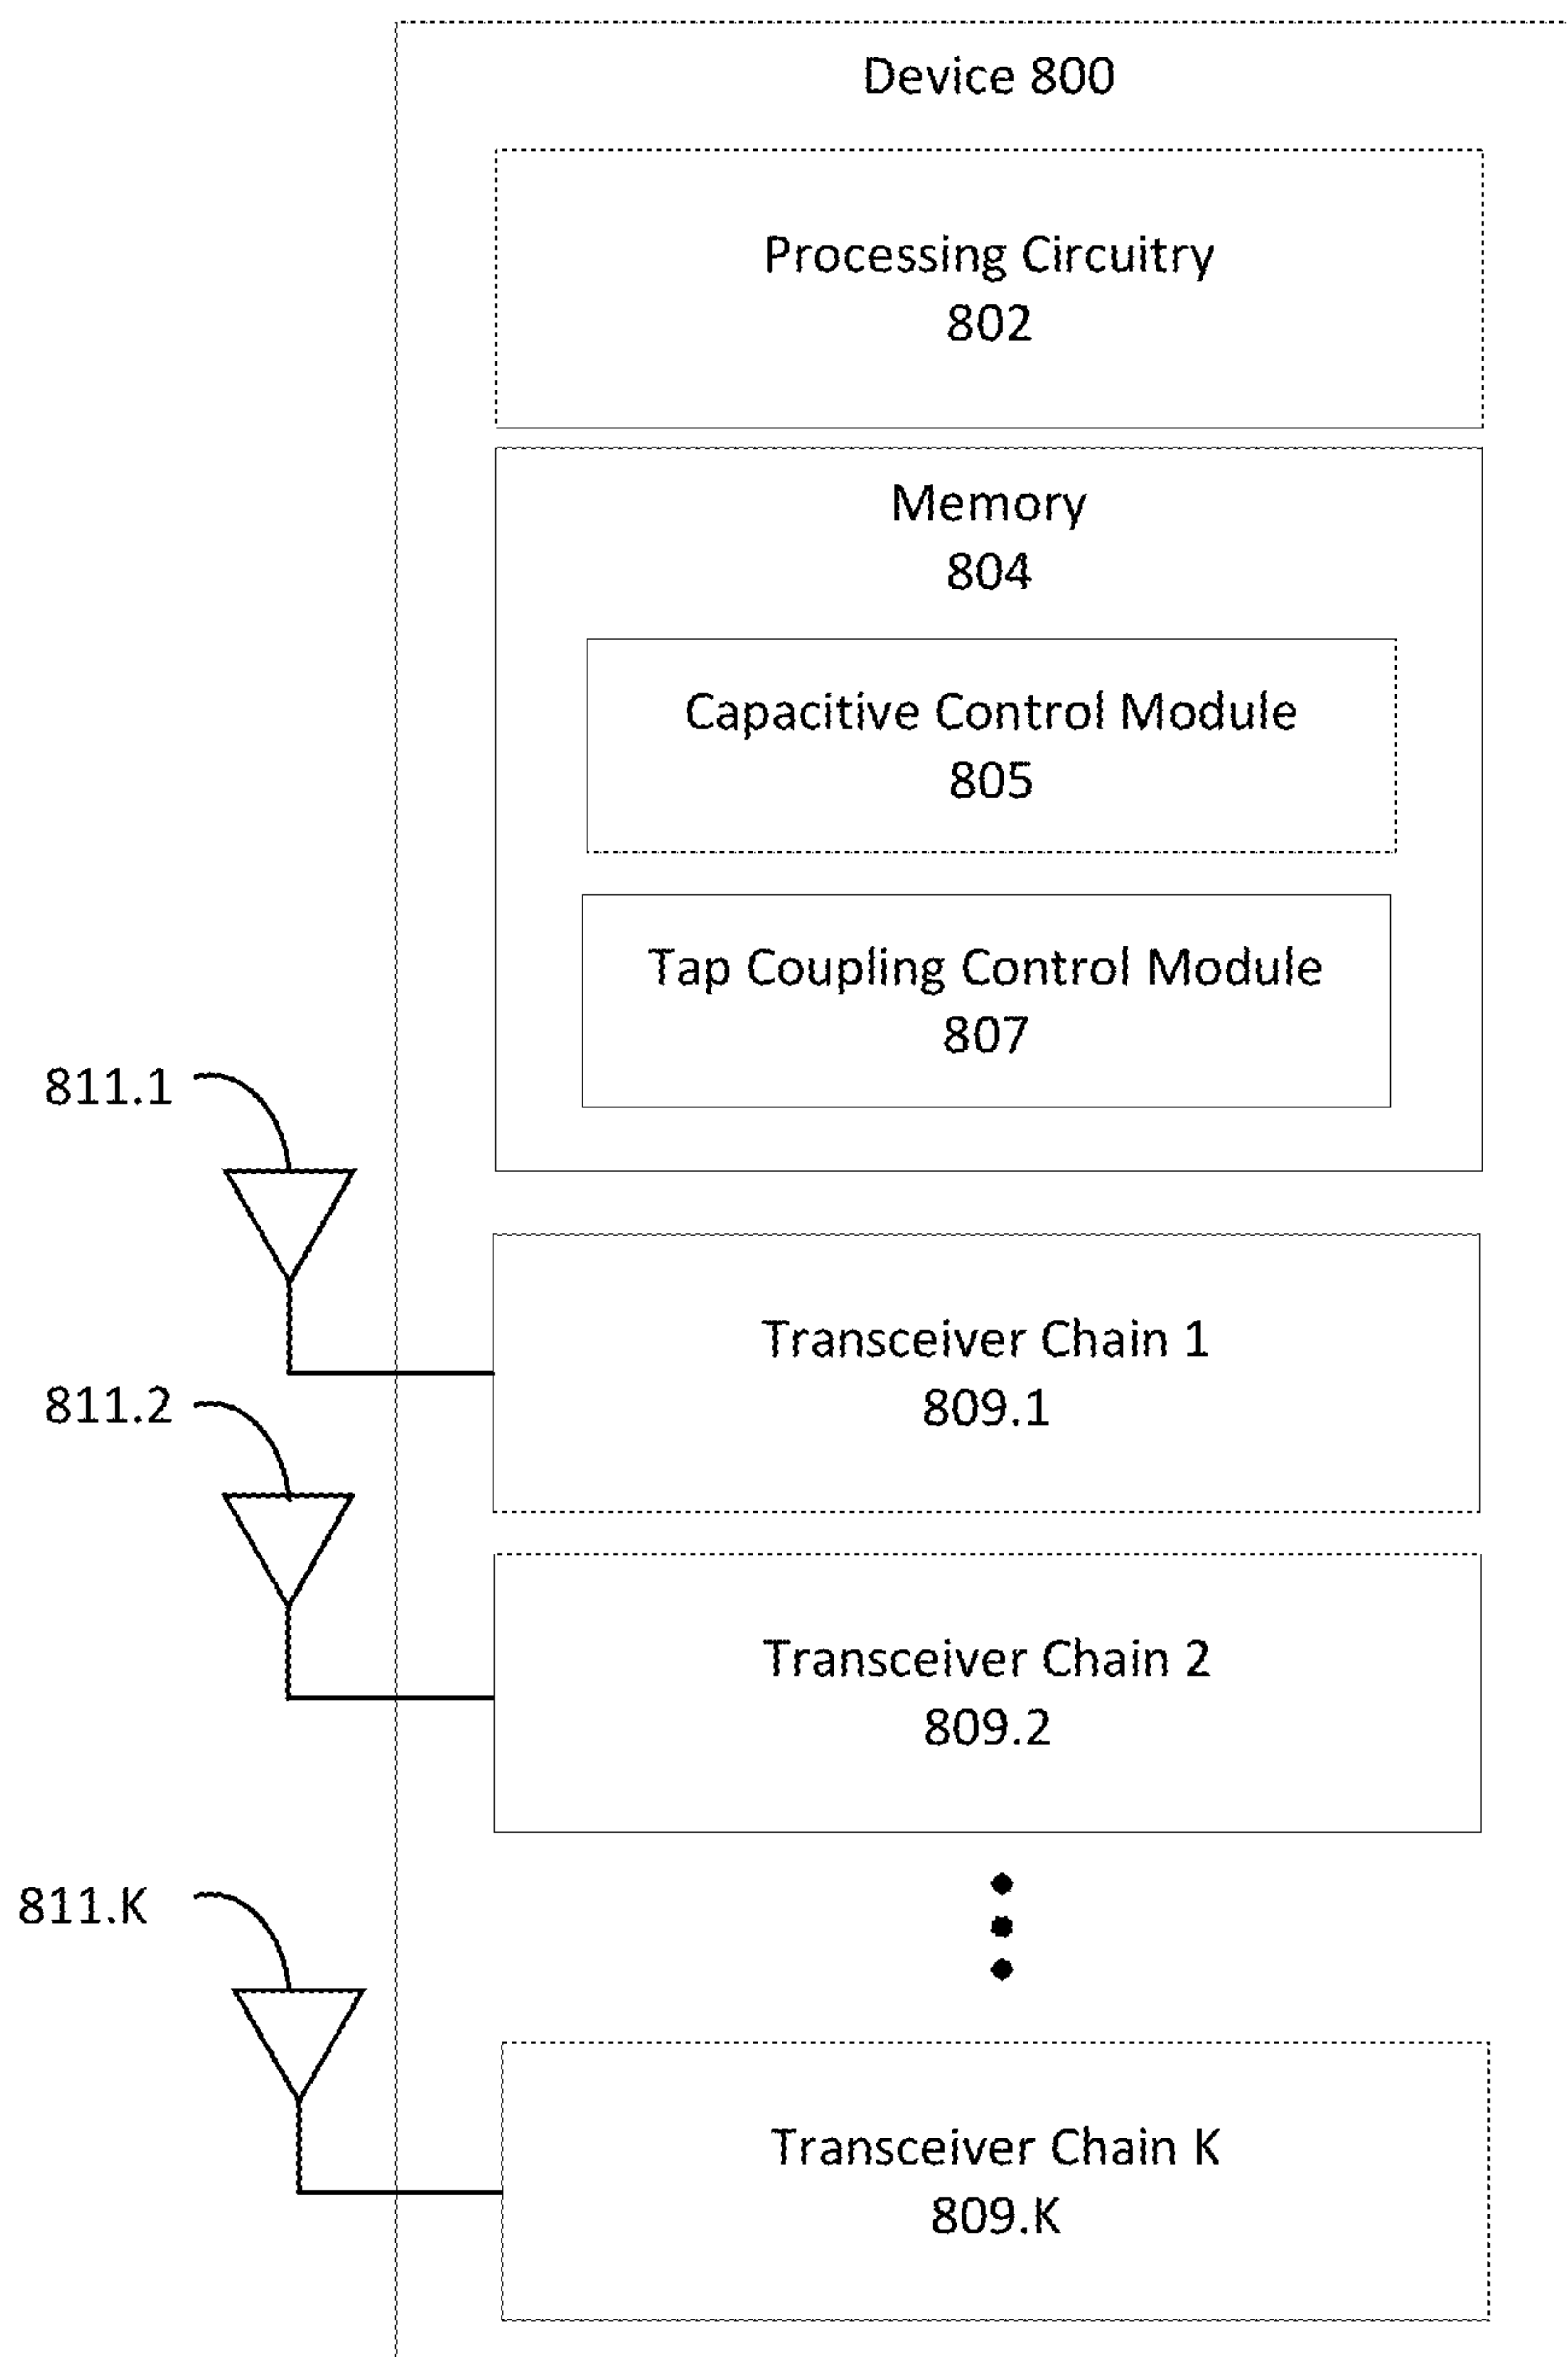 Device 800
Processing Circuitry
802
Memory
804
Capacitive Control Module
805
Tap Coupling Control Module
807
811.1
Transceiver Chain 1
809.1
811.2
Transceiver Chain 2
809.2
811.K
Transceiver Chain K
809.K